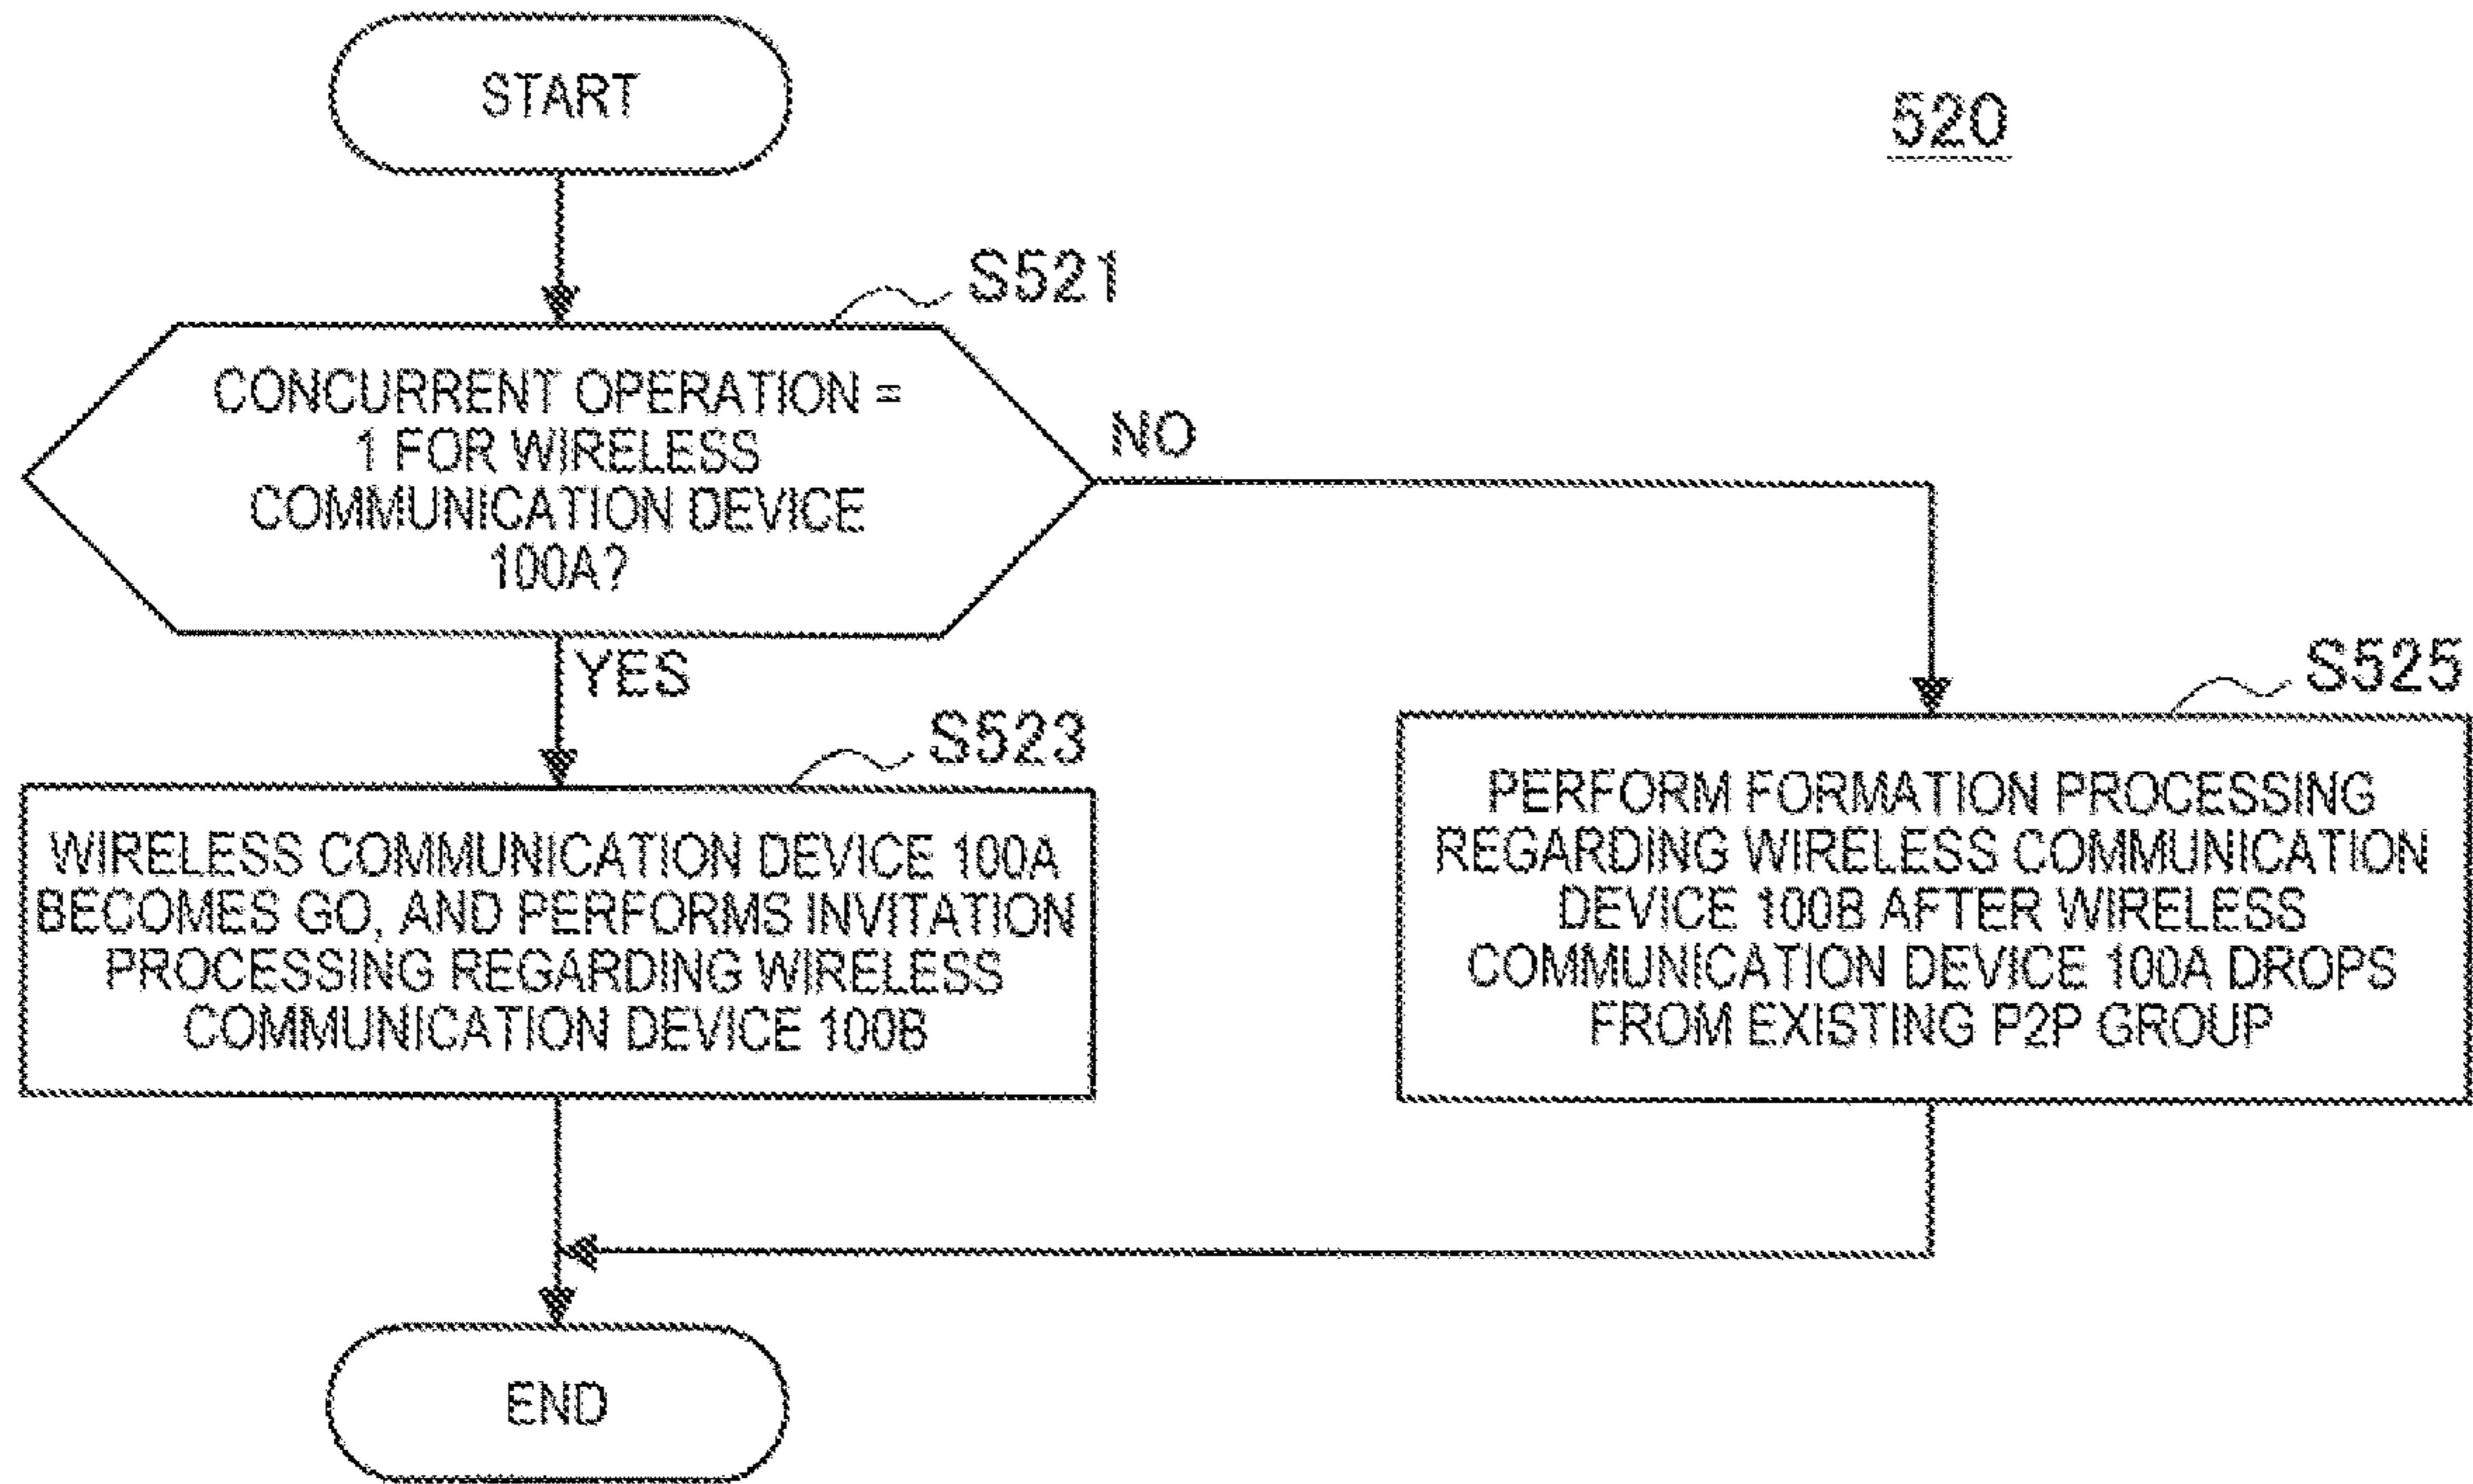 START
520
S521
CONCURRENT OPERATION =
1 FOR WIRELESS
COMMUNICATION DEVICE
100A?
NO
YES
S523
WIRELESS COMMUNICATION DEVICE 100A
BECOMES GO, AND PERFORMS INVITATION
PROCESSING REGARDING WIRELESS
COMMUNICATION DEVICE 100B
S525
PERFORM FORMATION PROCESSING
REGARDING WIRELESS COMMUNICATION
DEVICE 100B AFTER WIRELESS
COMMUNICATION DEVICE 100A DROPS
FROM EXISTING P2P GROUP
END